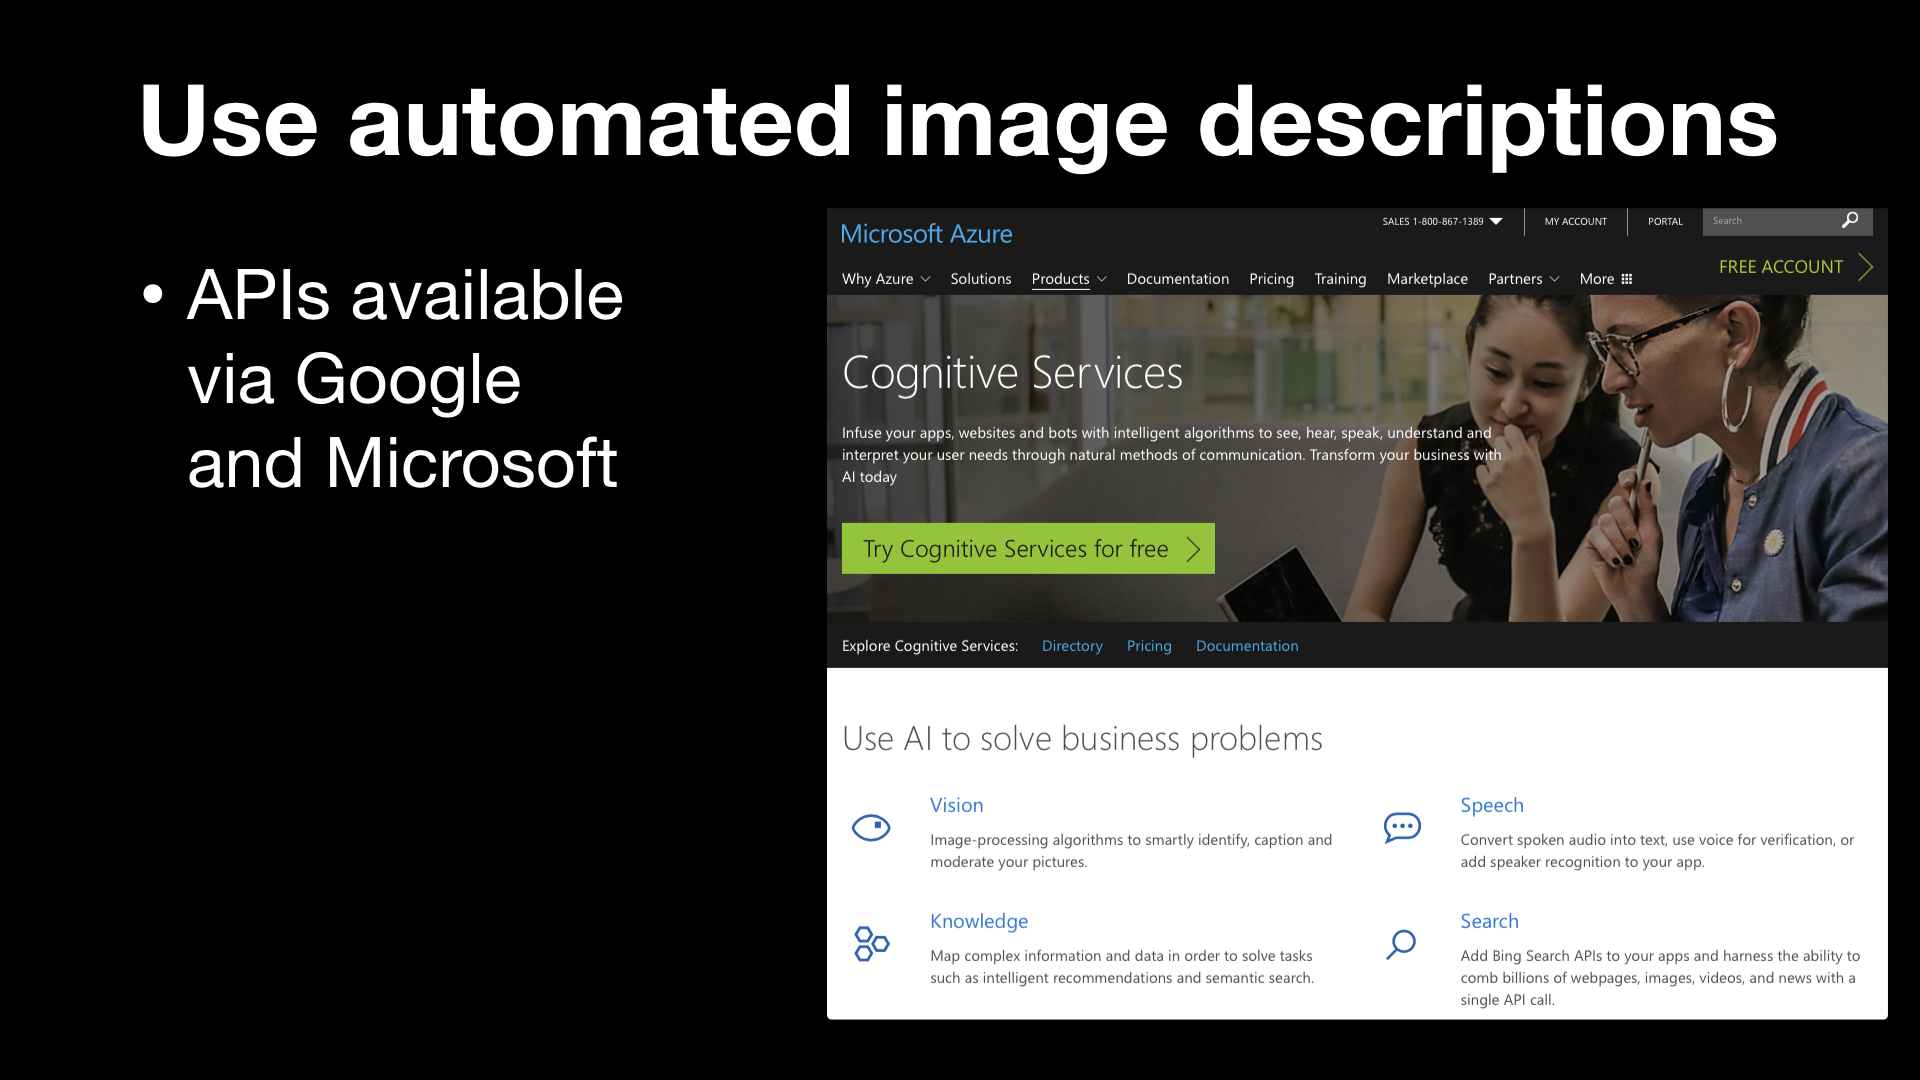 Use automated image descriptions
• APIs available
via Google
and Microsoft
SALES 1-800-867-1389
MY ACCOUNT
PORTAL
Search
Microsoft Azure
FREE ACCOUNT
Why Azure Solutions Products Documentation Pricing Training Marketplace Partners More
Cognitive Services
Infuse your apps, websites and bots with intelligent algorithms to see, hear, speak, understand and
interpret your user needs through natural methods of communication. Transform your business with
AI today
Try Cognitive Services for free
Explore Cognitive Services: Directory Pricing Documentation
Use AI to solve business problems
Vision
Image-processing algorithms to smartly identify, caption and
moderate your pictures.
Speech
Convert spoken audio into text, use voice for verification, or
add speaker recognition to your app.
Knowledge
Map complex information and data in order to solve tasks
such as intelligent recommendations and semantic search.
Search
Add Bing Search APIs to your apps and harness the ability to
comb billions of webpages, images, videos, and news with a
single API call.